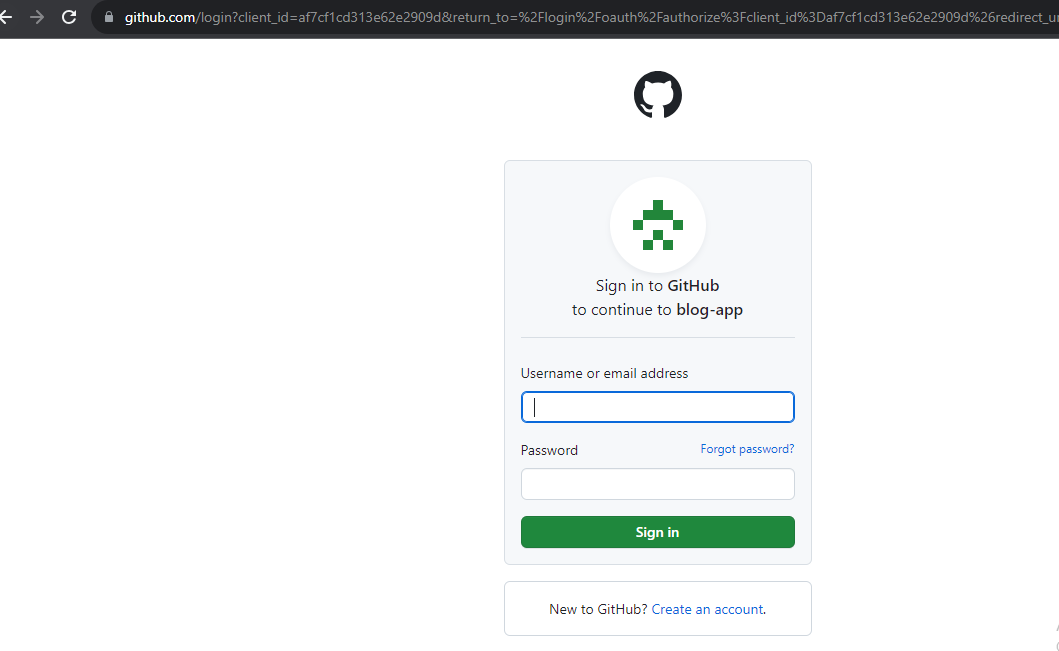 github.com/login?client_id=af7cf1cd313e62e2909d&return_to=%2Flogin%2Foauth%2Fauthorize%3Fclient_id%3Daf7cf1cd313e62e2909d%26redirect_u
Sign in to GitHub
to continue to blog-app
Username or email address
Password Forgot password?
Sign in
New to GitHub? Create an account.